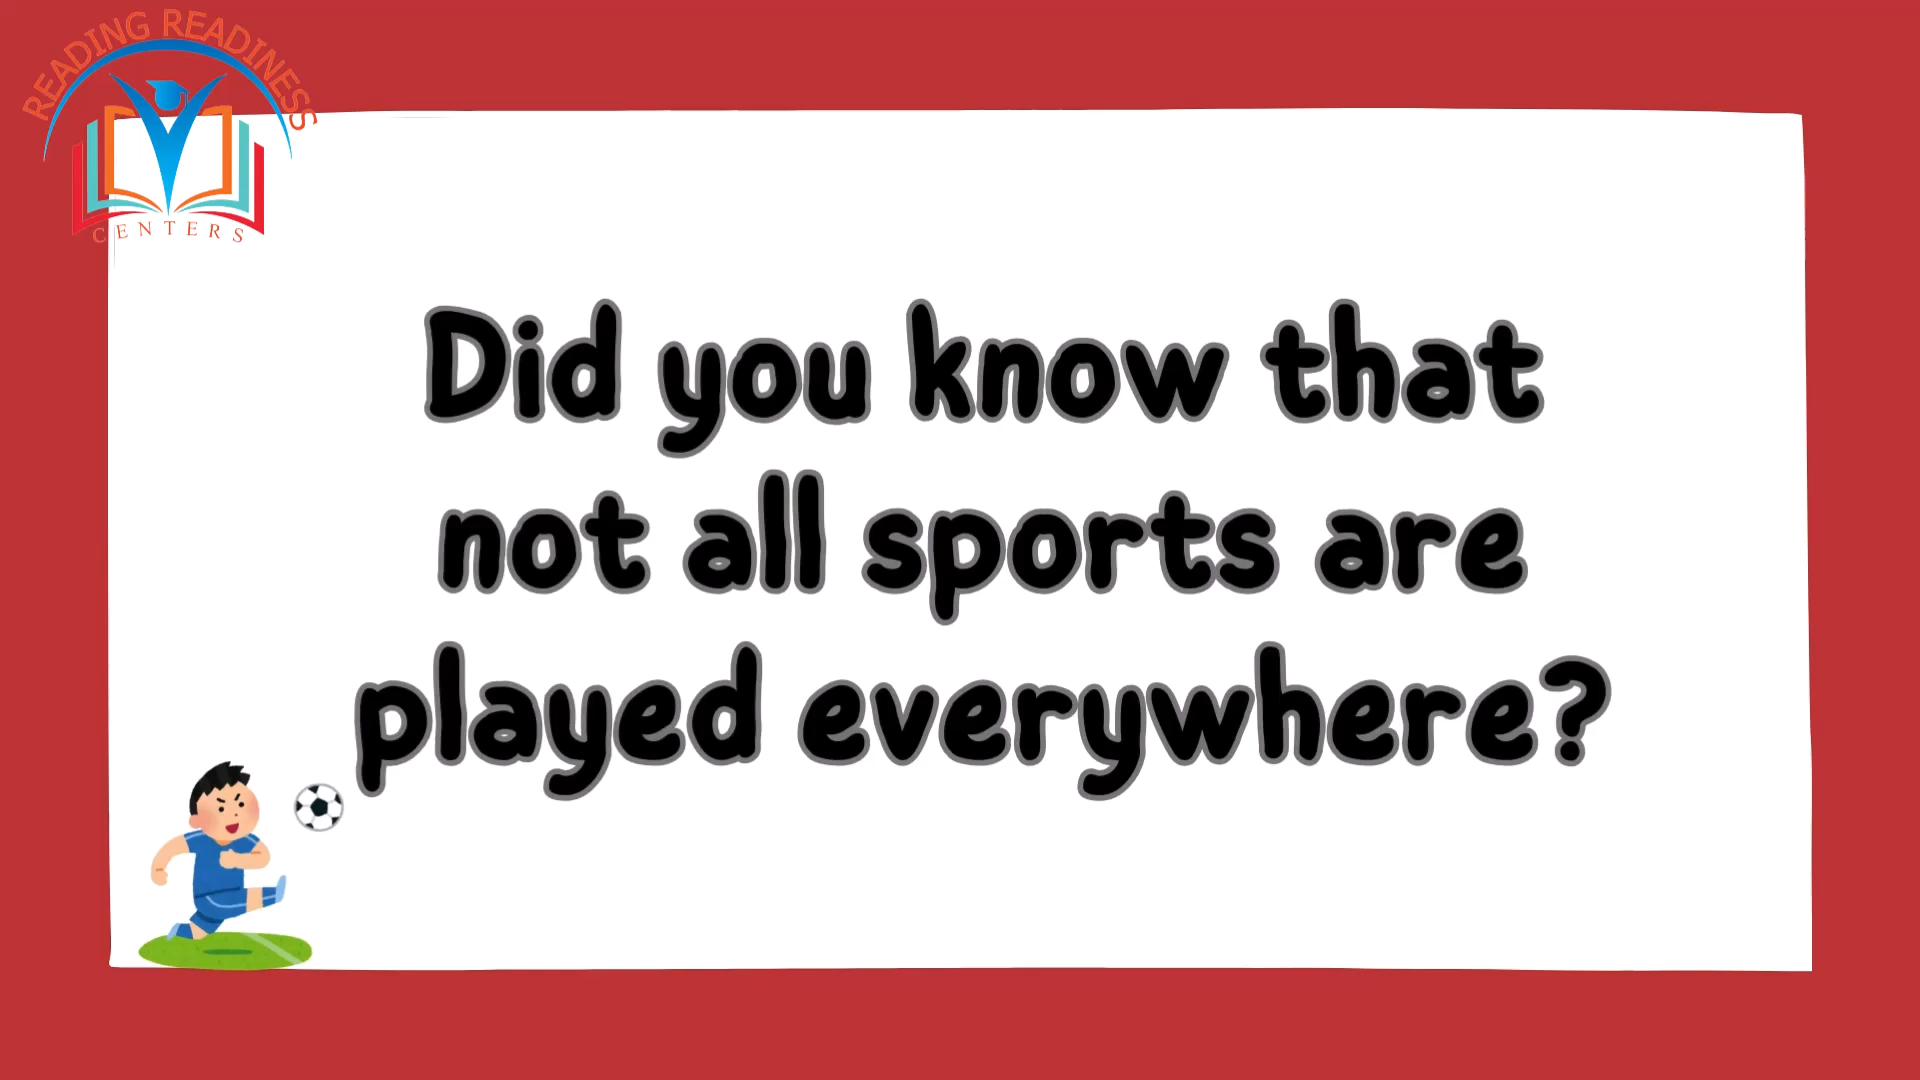 READING READINESS
CENTERS
Did you know that
not all sports are
played everywhere?